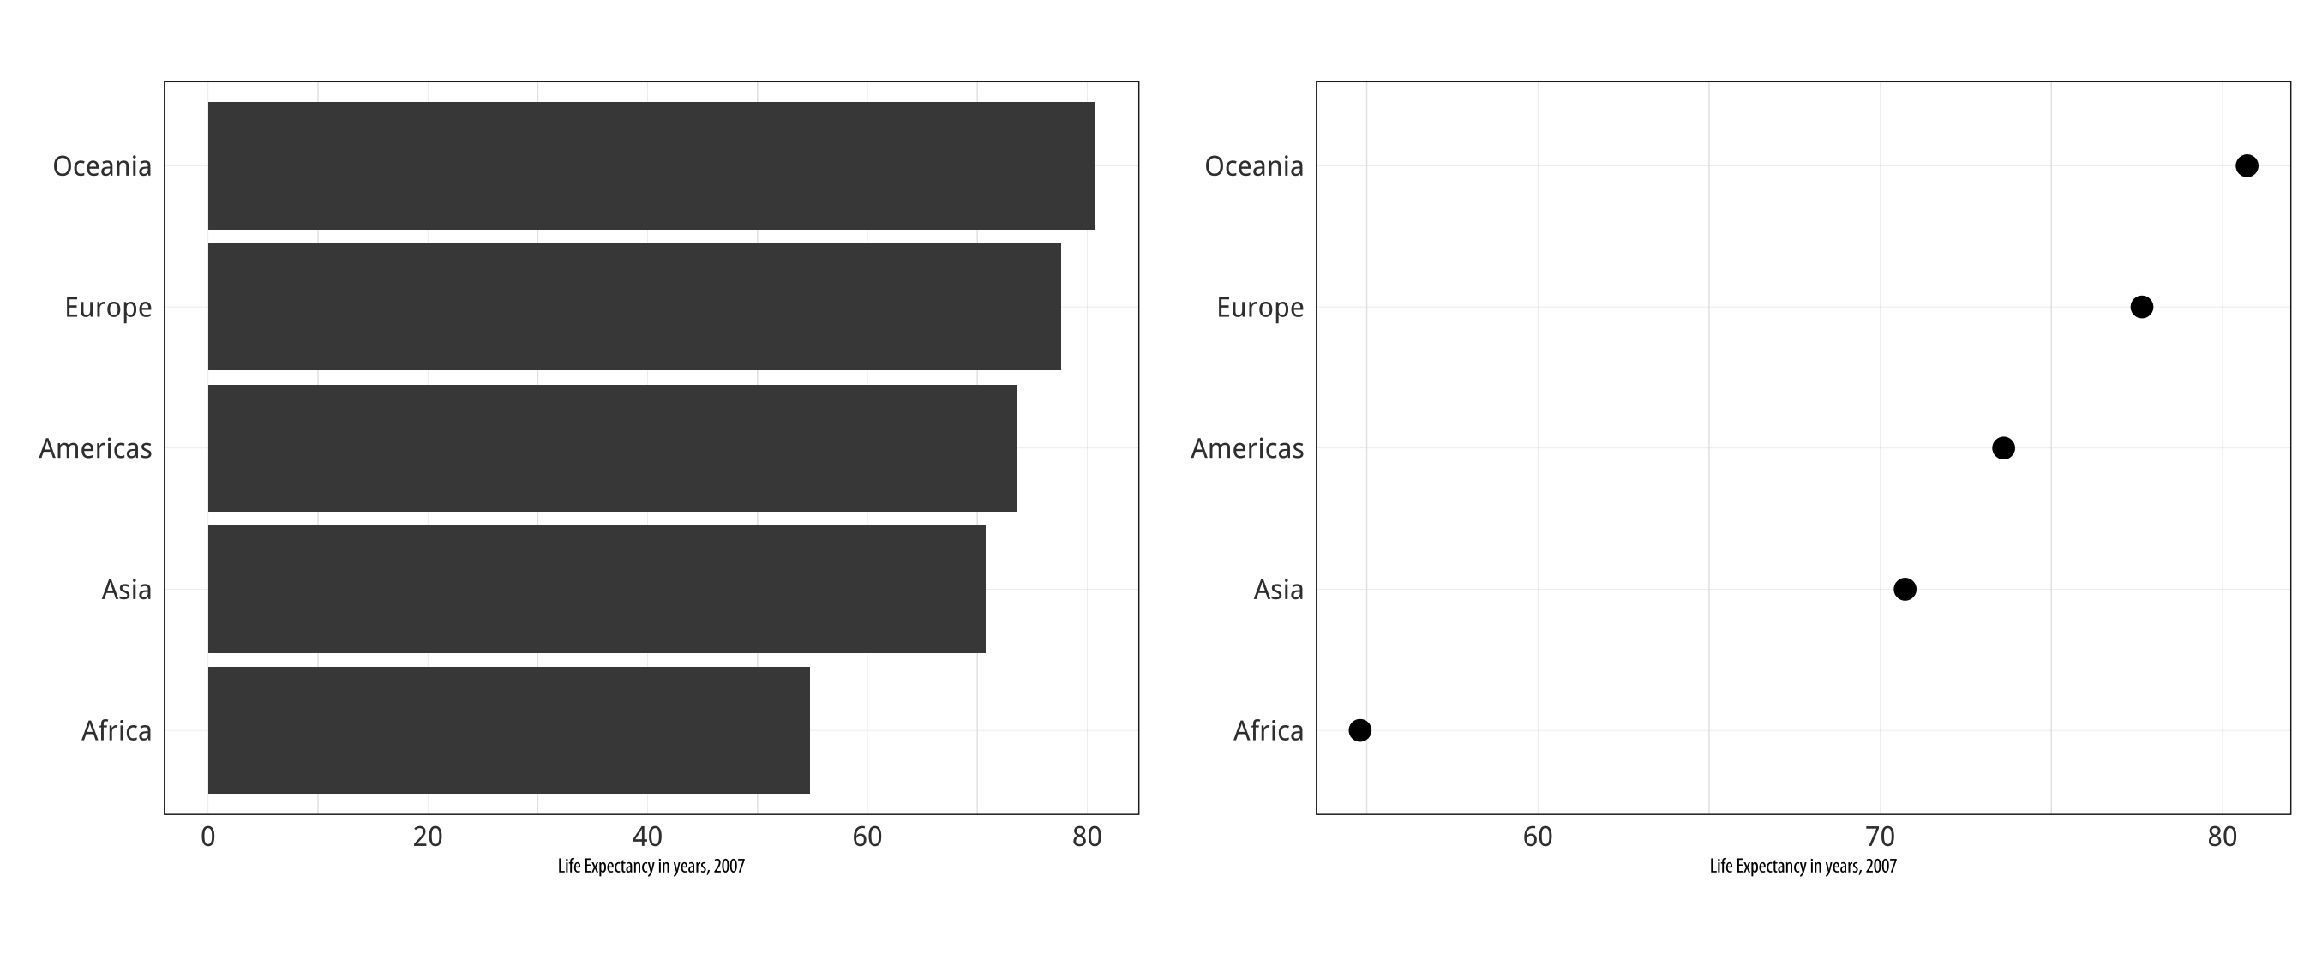 Oceania
Europe
Americas
Asia
Africa
0 20 40 60 80
Life Expectancy in years, 2007
Oceania
Europe
Americas
Asia
Africa
60 70 80
Life Expectancy in years, 2007